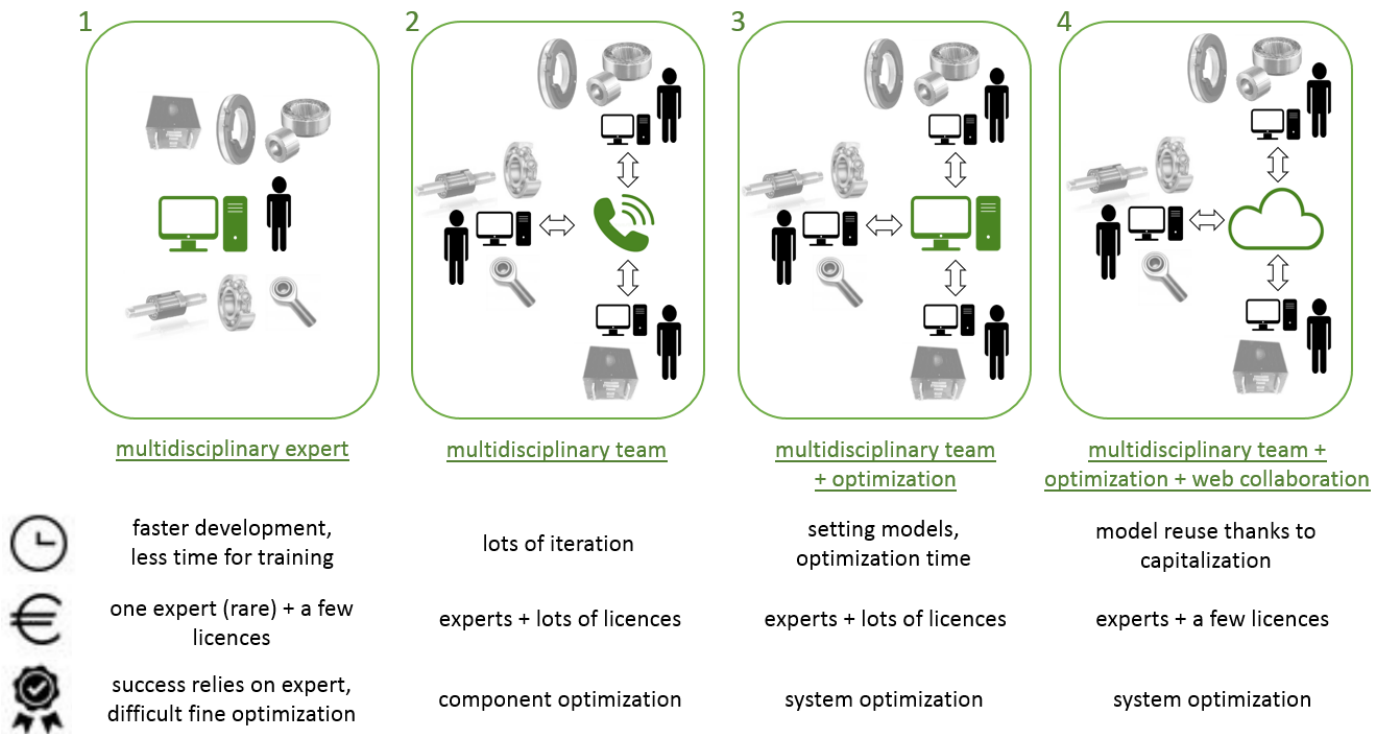 1
2
3
4
multidisciplinary expert
multidisciplinary team
multidisciplinary team
+ optimization
multidisciplinary team +
optimization + web collaboration
faster development,
less time for training
lots of iteration
setting models,
optimization time
model reuse thanks to
capitalization
€
one expert (rare) + a few
licences
experts + lots of licences
experts + lots of licences
experts + a few licences
success relies on expert,
difficult fine optimization
component optimization
system optimization
system optimization